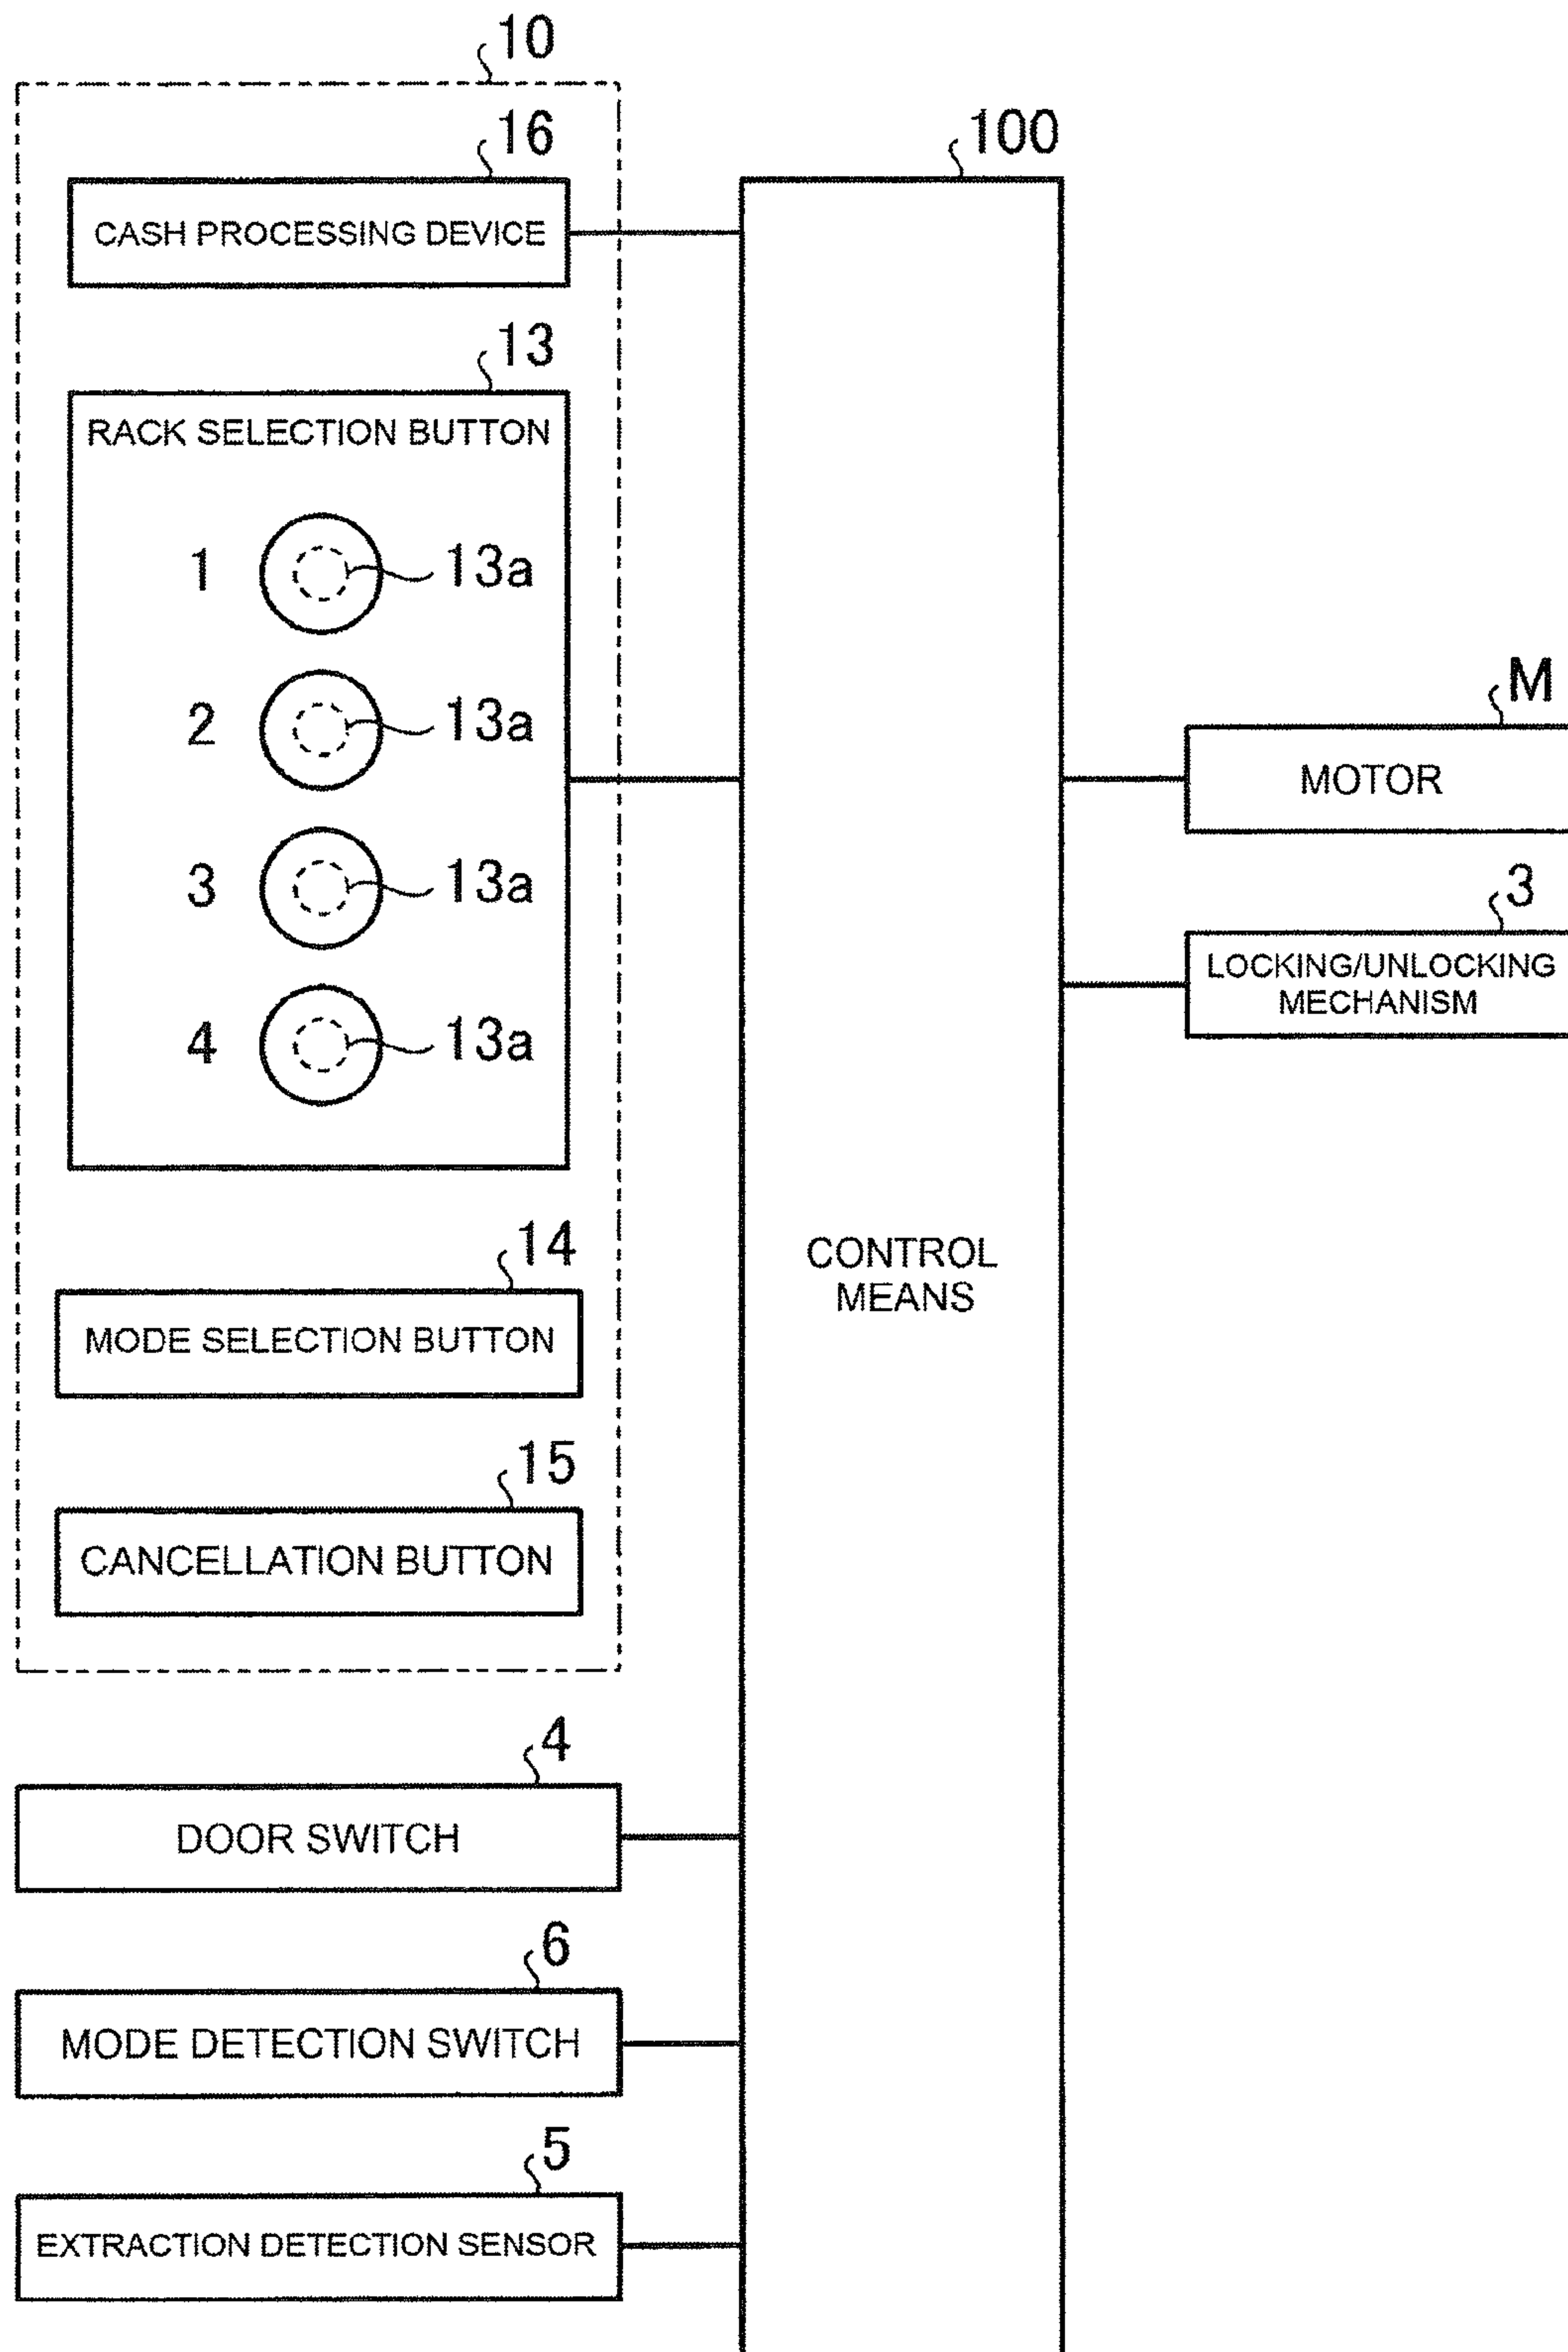 10
16
CASH PROCESSING DEVICE
13
RACK SELECTION BUTTON
1 13a
2 13a
3 13a
4 13a
14
MODE SELECTION BUTTON
15
CANCELLATION BUTTON
4
DOOR SWITCH
6
MODE DETECTION SWITCH
5
EXTRACTION DETECTION SENSOR
100
CONTROL
MEANS
M
MOTOR
3
LOCKING/UNLOCKING
MECHANISM